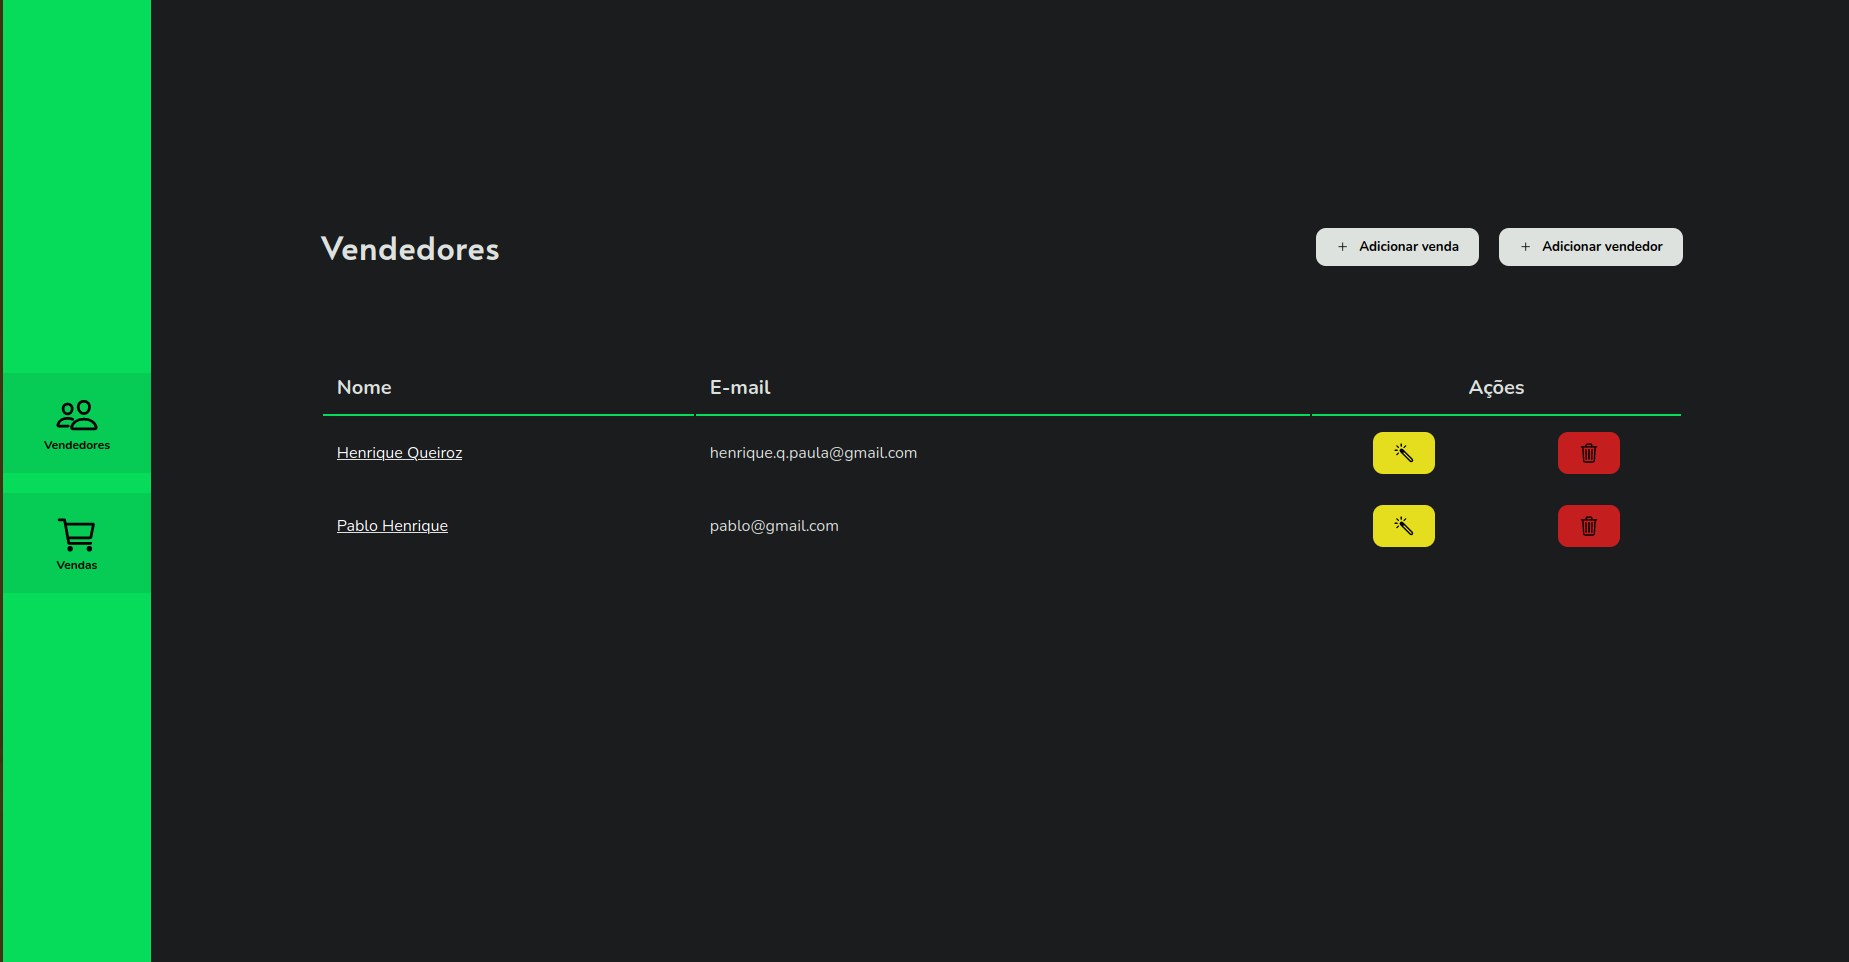 Vendedores
Vendas
Vendedores
+ Adicionar venda
+ Adicionar vendedor
Nome E-mail Ações
Henrique Queiroz henrique.q.paula@gmail.com
Pablo Henrique pablo@gmail.com